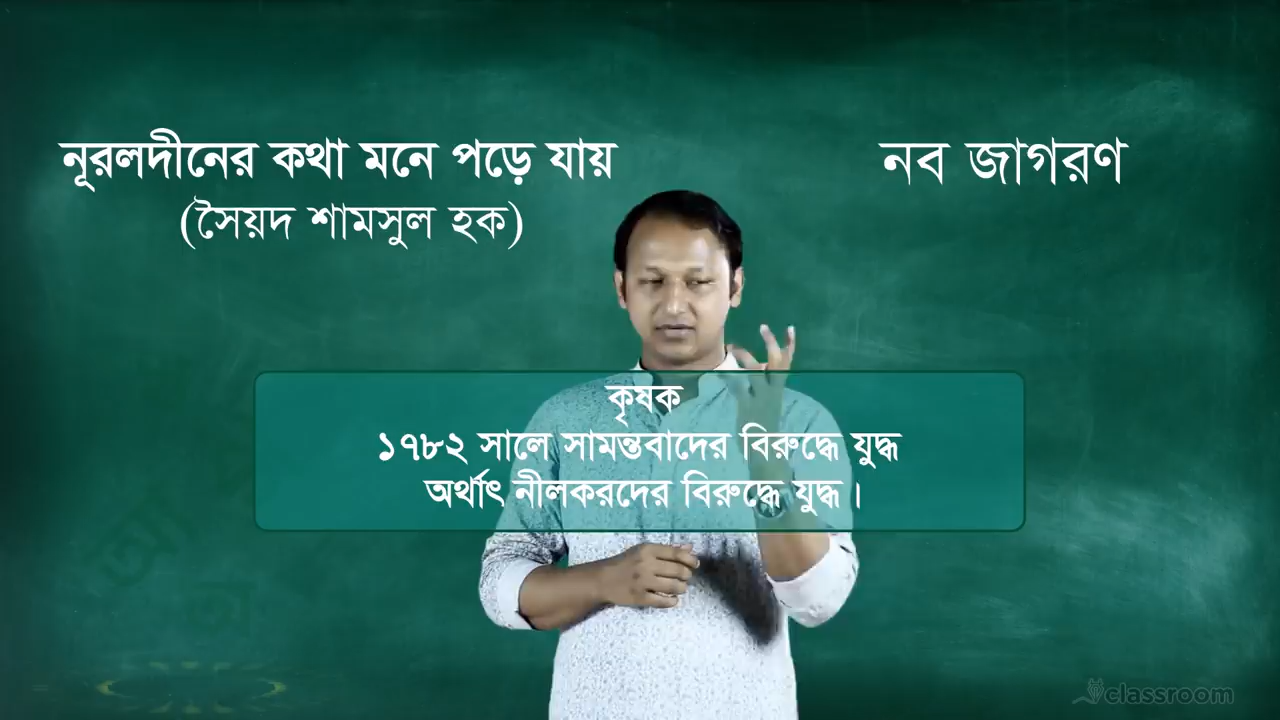 নূরলদীনের কথা মনে পড়ে যায়
(সৈয়দ শামসুল হক)
নব জাগরণ
কৃষক
১৭৮২ সালে সামন্তবাদের বিরুদ্ধে যুদ্ধ
অর্থাৎ নীলকরদের বিরুদ্ধে যুদ্ধ।
classroom